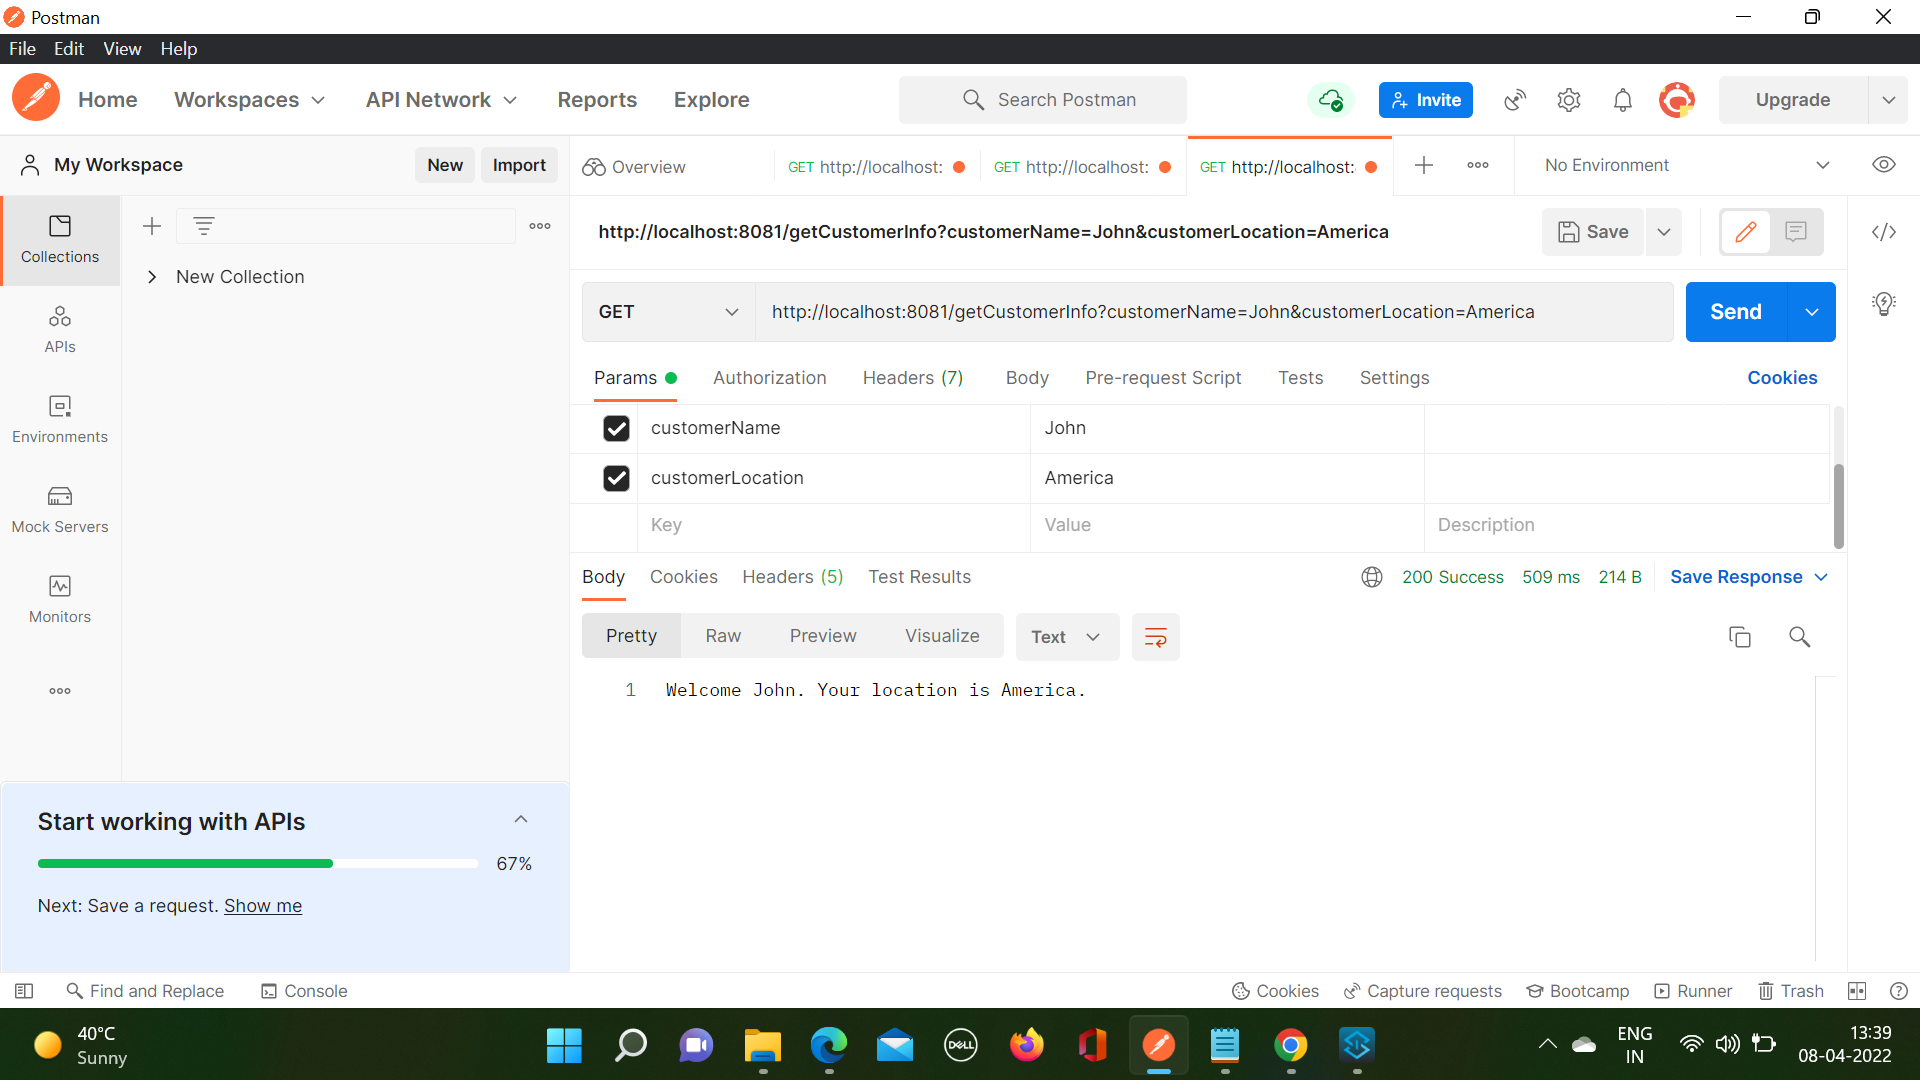 Postman
File Edit View Help
Home Workspaces API Network Reports Explore Search Postman Invite Upgrade
My Workspace New Import Overview GET http://localhost: GET http://localhost: GET http://localhost: No Environment
http://localhost:8081/getCustomerInfo?customerName=John&customerLocation=America Save
Collections
New Collection
GET http://localhost:8081/getCustomerInfo?customerName=John&customerLocation=America Send
APIs
Params Authorization Headers (7) Body Pre-request Script Tests Settings Cookies
customerName John
Environments
customerLocation America
Mock Servers
Key Value Description
Body Cookies Headers (5) Test Results 200 Success 509 ms 214 B Save Response
Monitors
Pretty Raw Preview Visualize Text
1 Welcome John. Your location is America.
Start working with APIs
67%
Next: Save a request. Show me
Find and Replace Console Cookies Capture requests Bootcamp Runner Trash
40°C
Sunny
DELL
ENG
IN
13:39
08-04-2022